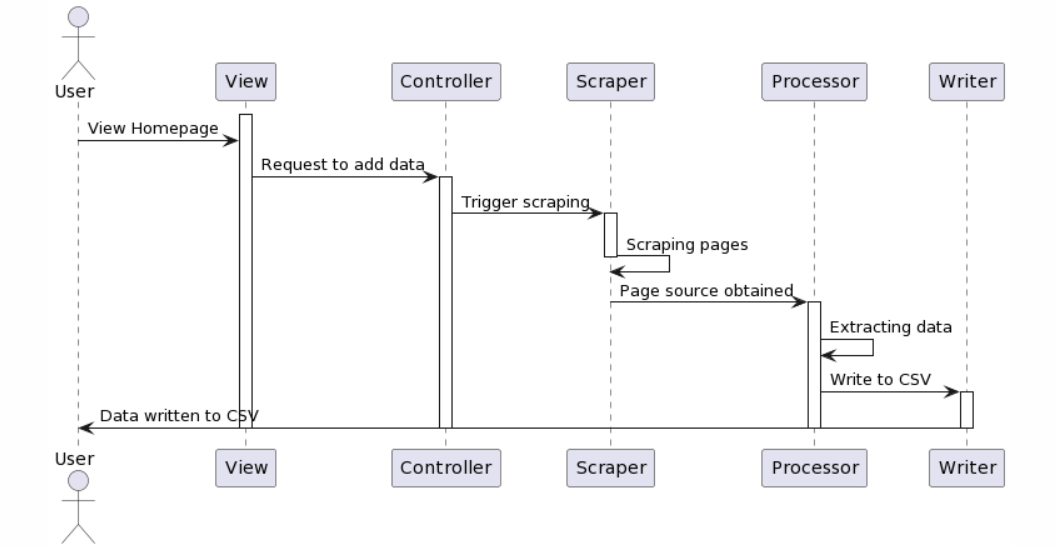 User
View
Controller
Scraper
Processor
Writer
View Homepage
Request to add data
Trigger scraping
Scraping pages
Page source obtained
Extracting data
Write to CSV
Data written to CSV
User
View
Controller
Scraper
Processor
Writer